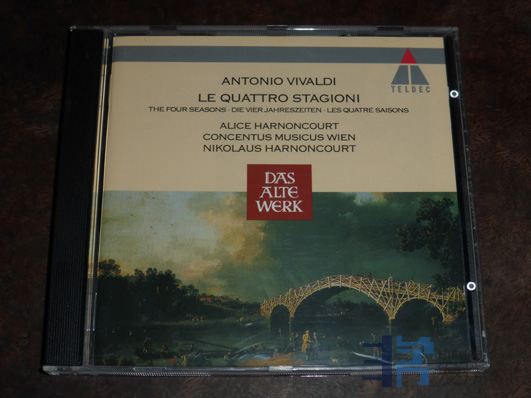 TELDEC
ANTONIO VIVALDI
LE QUATTRO STAGIONI
THE FOUR SEASONS · DIE VIER JAHRESZEITEN · LES QUATRE SAISONS
ALICE HARNONCOURT
CONCENTUS MUSICUS WIEN
NIKOLAUS HARNONCOURT
DAS
ALTE
WERK